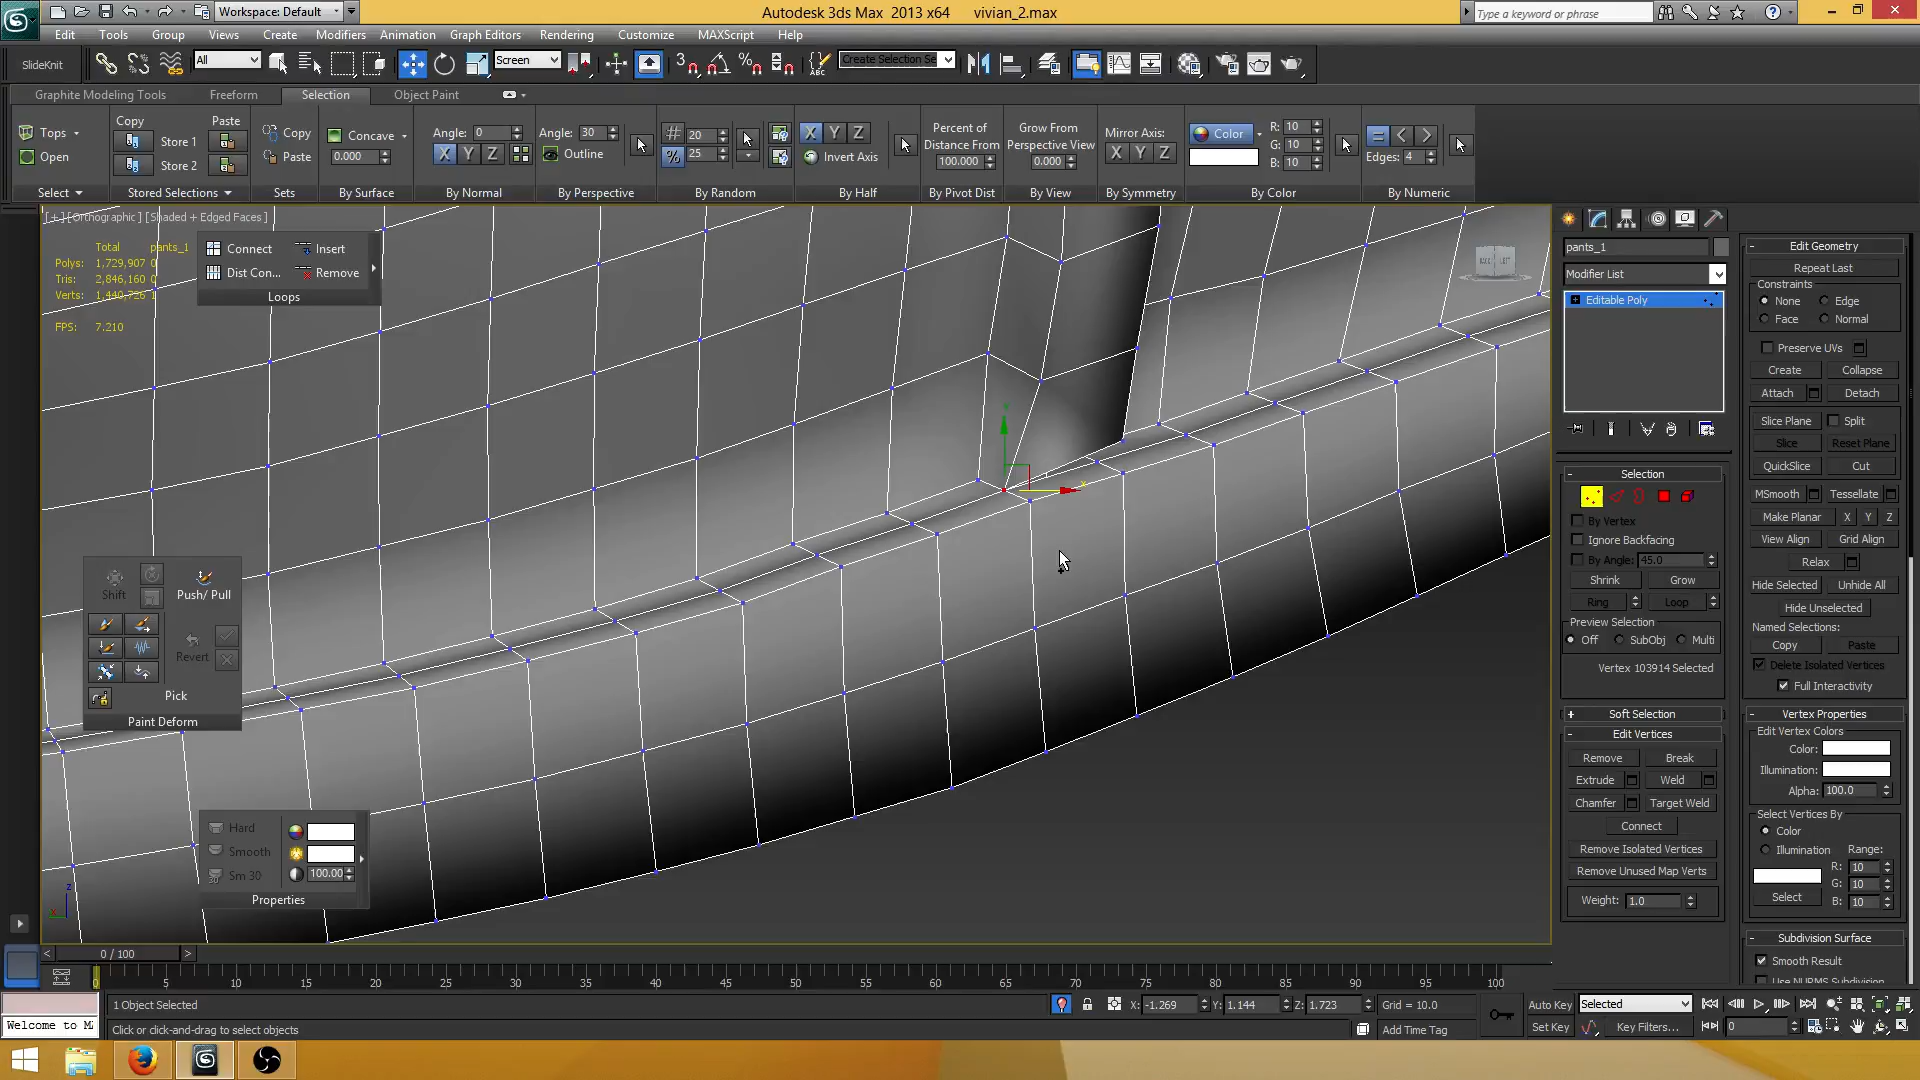 Workspace: Default
Autodesk 3ds Max 2013 x64 vivian_2.max
Type a keyword or phrase
Edit Tools Group Views Create Modifiers Animation Graph Editors Rendering Customize MAXScript Help
SlideKnit All Screen Create Selection Se
Graphite Modeling Tools Freeform Selection Object Paint
Tops
Open
Select
Copy Paste
Store 1
Store 2
Stored Selections
Copy
Paste
Sets
Concave
0.000
By Surface
Angle: 0
X Y Z
By Normal
Angle: 30
Outline
By Perspective
# 20
% 25
By Random
X Y Z
Invert Axis
By Half
Percent of
Distance From
100.000
By Pivot Dist
Grow From
Perspective View
0.000
By View
Mirror Axis:
X Y Z
By Symmetry
Color
R: 10
G: 10
B: 10
By Color
= < >
Edges: 4
By Numeric
[+] [Orthographic] [Shaded + Edged Faces]
Total pants_1
Polys: 1,729,907 0
Tris: 2,846,160 0
Verts: 1,440,726 1
FPS: 7.210
Connect Insert
Dist Con... Remove
Loops
Shift Push/ Pull
Revert
Pick
Paint Deform
Hard
Smooth
Sm 30 100.00
Properties
BACK LEFT
pants_1
Modifier List
Editable Poly
Selection
By Vertex
Ignore Backfacing
By Angle: 45.0
Shrink Grow
Ring Loop
Preview Selection
Off SubObj Multi
Vertex 103914 Selected
Soft Selection
Edit Vertices
Remove Break
Extrude Weld
Chamfer Target Weld
Connect
Remove Isolated Vertices
Remove Unused Map Verts
Weight: 1.0
Edit Geometry
Repeat Last
Constraints
None Edge
Face Normal
Preserve UVs
Create Collapse
Attach Detach
Slice Plane Split
Slice Reset Plane
QuickSlice Cut
MSmooth Tessellate
Make Planar X Y Z
View Align Grid Align
Relax
Hide Selected Unhide All
Hide Unselected
Named Selections:
Copy Paste
Delete Isolated Vertices
Full Interactivity
Vertex Properties
Edit Vertex Colors
Color:
Illumination:
Alpha: 100.0
Select Vertices By
Color
Illumination Range:
R: 10
G: 10
B: 10
Select
Subdivision Surface
Smooth Result
Use NURMS Subdivision
0 / 100
0 5 10 15 20 25 30 35 40 45 50 55 60 65 70 75 80 85 90 95 100
1 Object Selected X: -1.269 Y: 1.144 Z: 1.723 Grid = 10.0 Auto Key Selected
Welcome to Click or click-and-drag to select objects Add Time Tag Set Key Key Filters... 0